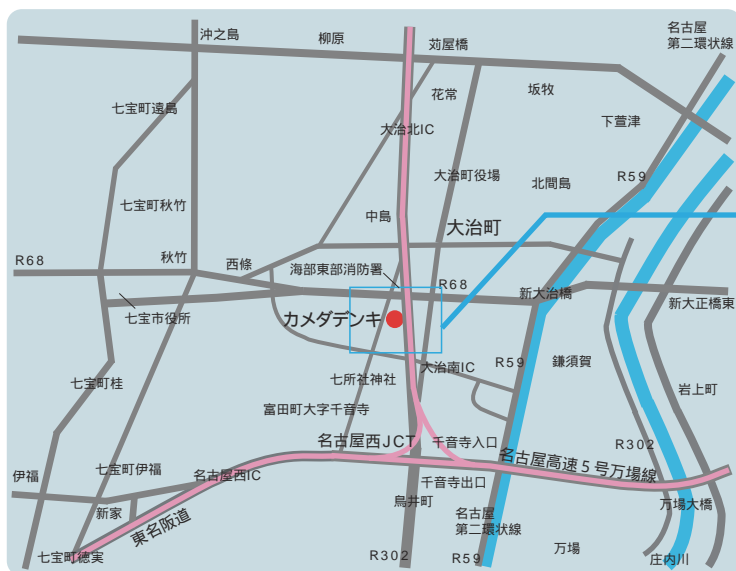 沖之島
柳原
苅屋橋
名古屋
第二環状線
七宝町遠島
花常
坂牧
下萱津
大治北IC
大治町役場
北間島
R59
七宝町秋竹
中島
大治町
R68
秋竹
西條
海部東部消防署
R68
新大治橋
新大正橋東
七宝市役所
カメダデンキ
R59
鎌須賀
七宝町桂
七所社神社
大治南IC
岩上町
富田町大字千音寺
名古屋西JCT
千音寺入口
R302
伊福
七宝町伊福
名古屋西IC
名古屋高速5号万場線
千音寺出口
新家
烏井町
万場大橋
東名阪道
名古屋
第二環状線
七宝町徳実
R302
R59
万場
庄内川